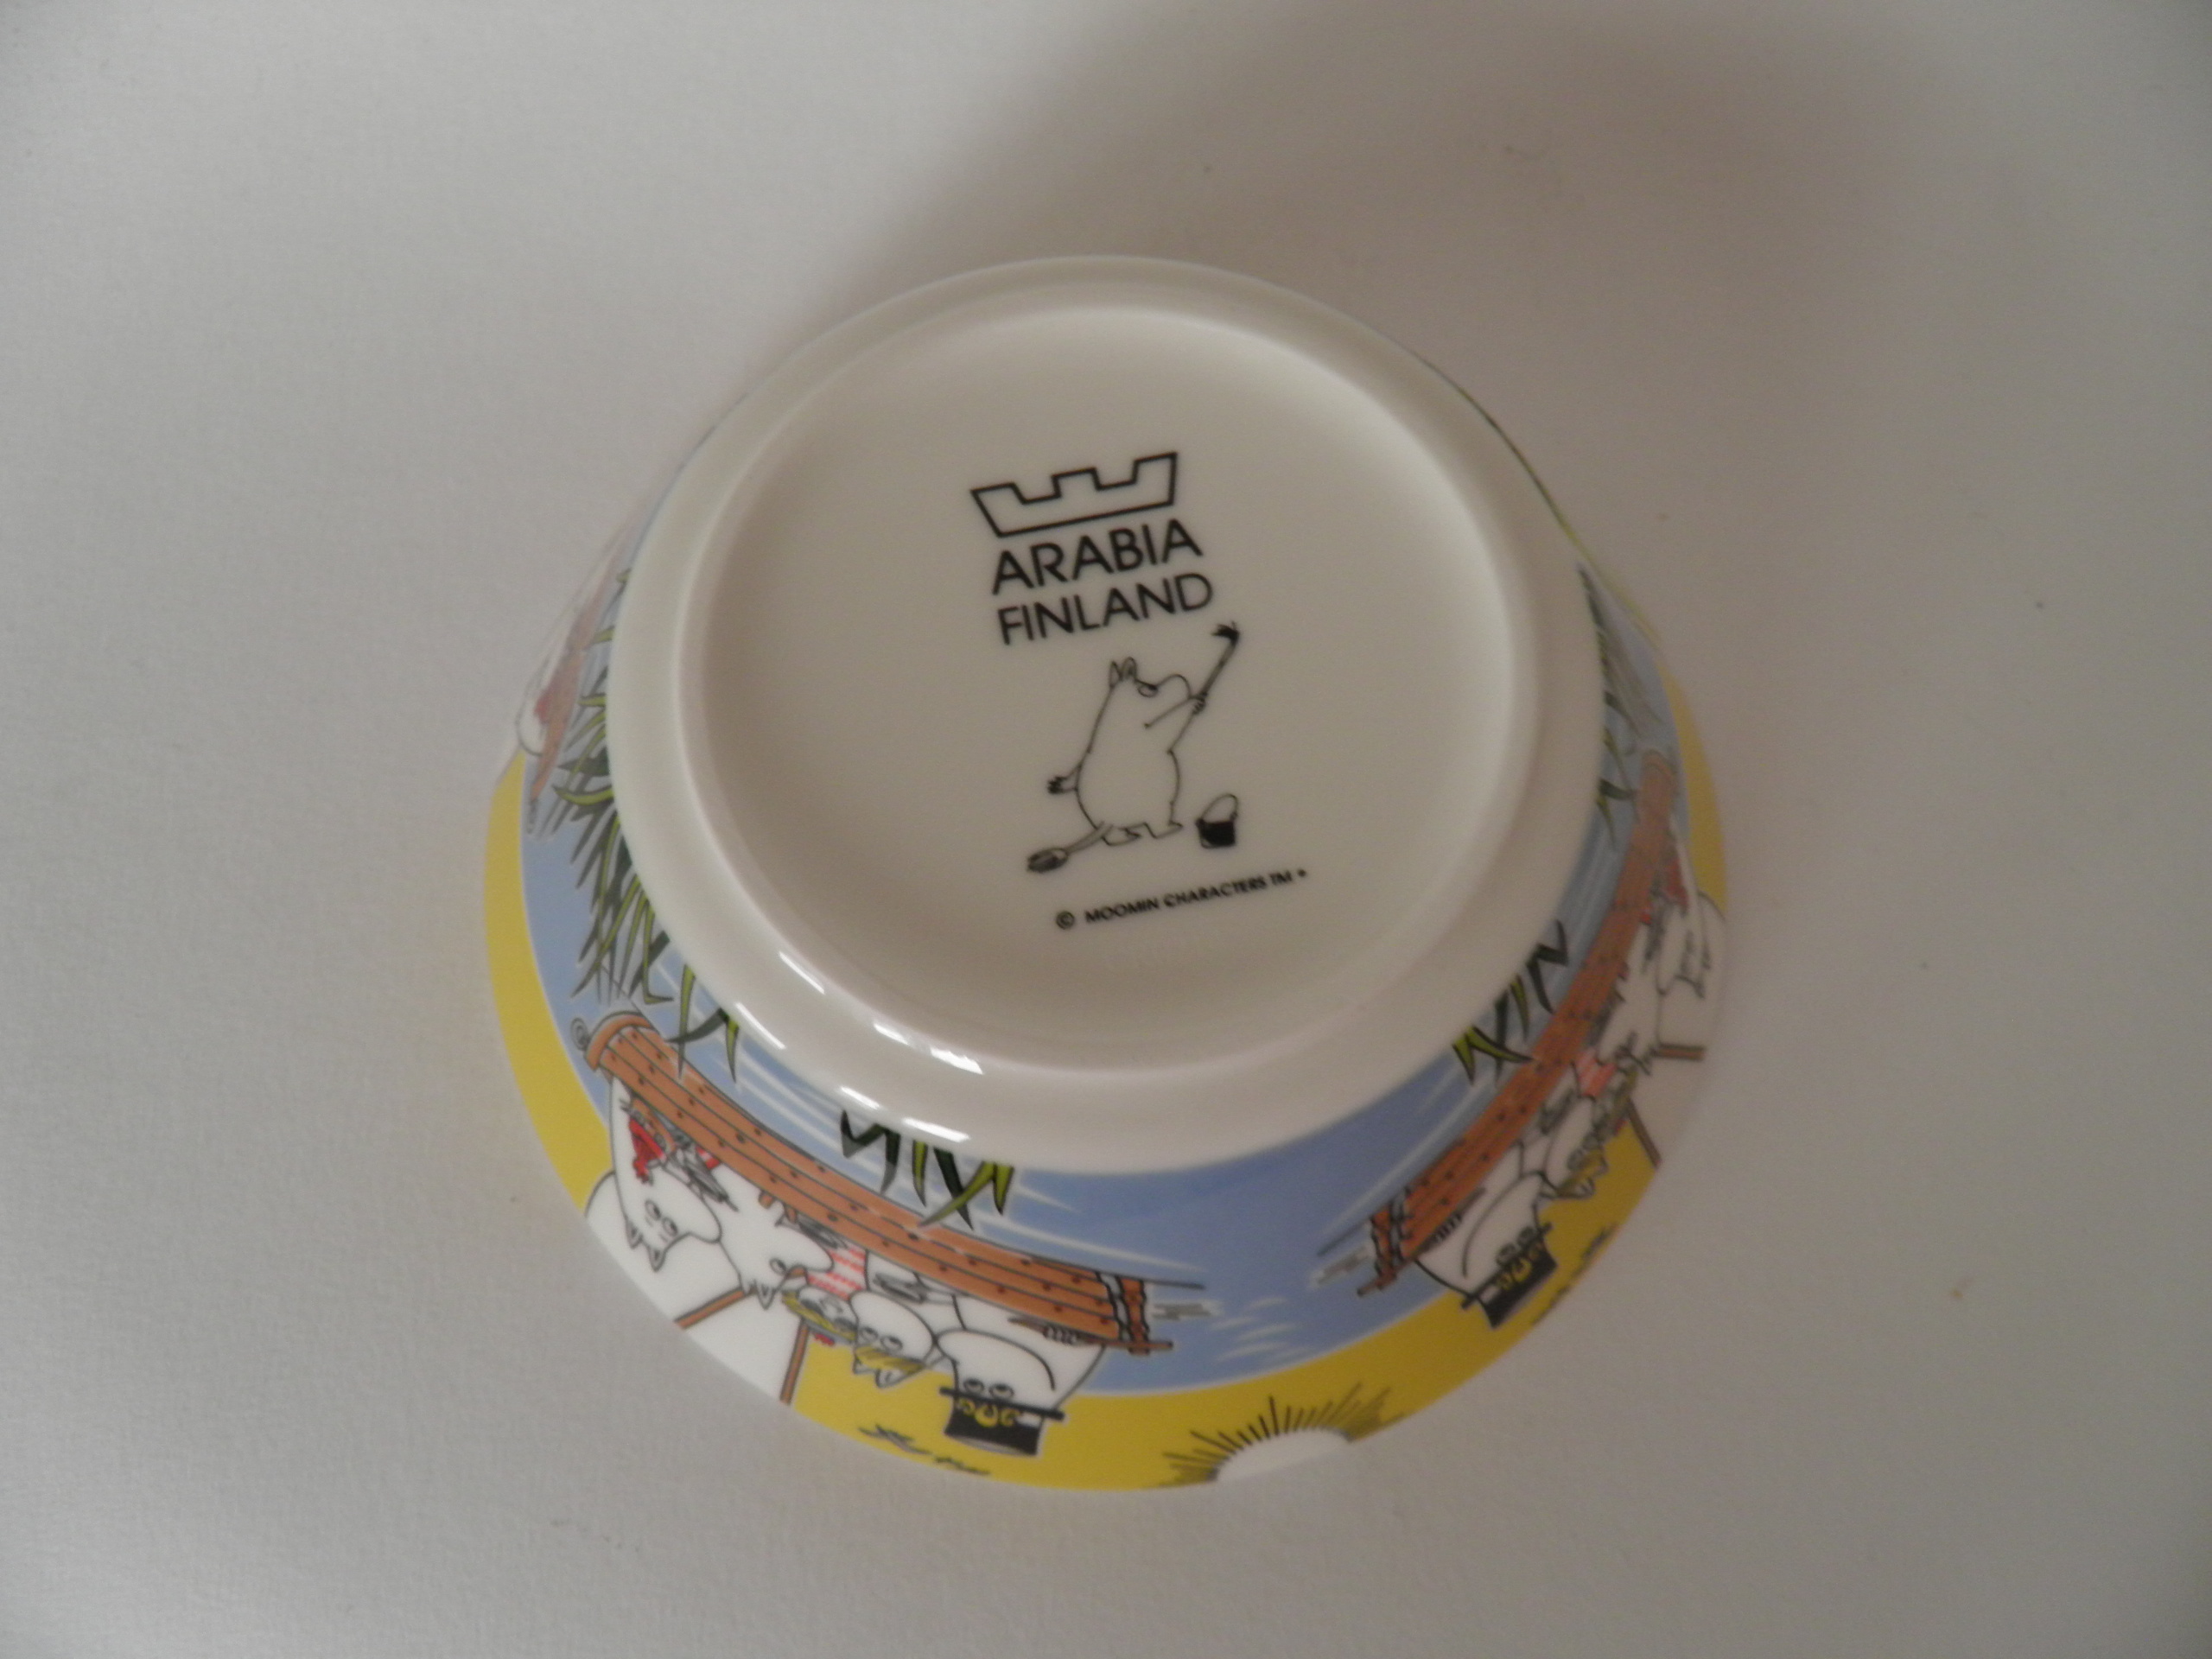 ARABIA
FINLAND
© MOOMIN CHARACTERS TM